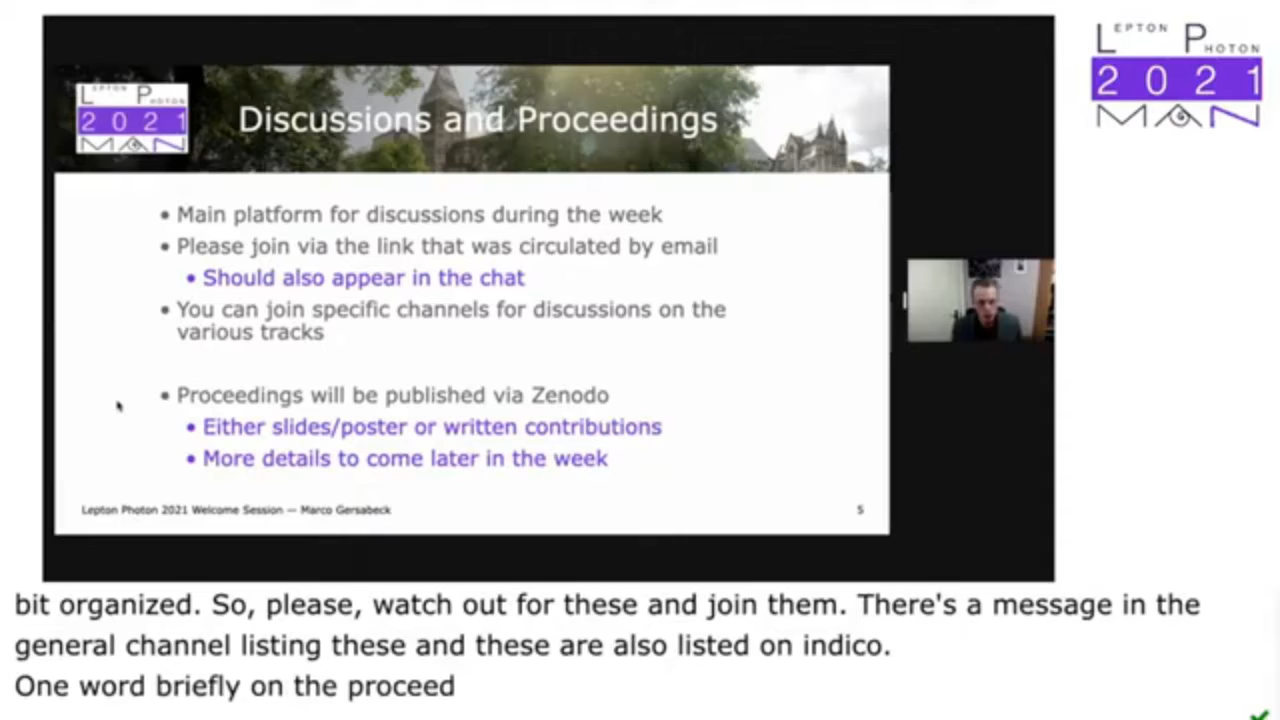 LEPTON PHOTON
2021
MAN
LEPTON PHOTON
2021
MAN
Discussions and Proceedings
• Main platform for discussions during the week
• Please join via the link that was circulated by email
• Should also appear in the chat
• You can join specific channels for discussions on the
various tracks
• Proceedings will be published via Zenodo
• Either slides/poster or written contributions
• More details to come later in the week
Lepton Photon 2021 Welcome Session — Marco Gersabeck
5
bit organized. So, please, watch out for these and join them. There's a message in the
general channel listing these and these are also listed on indico.
One word briefly on the proceed